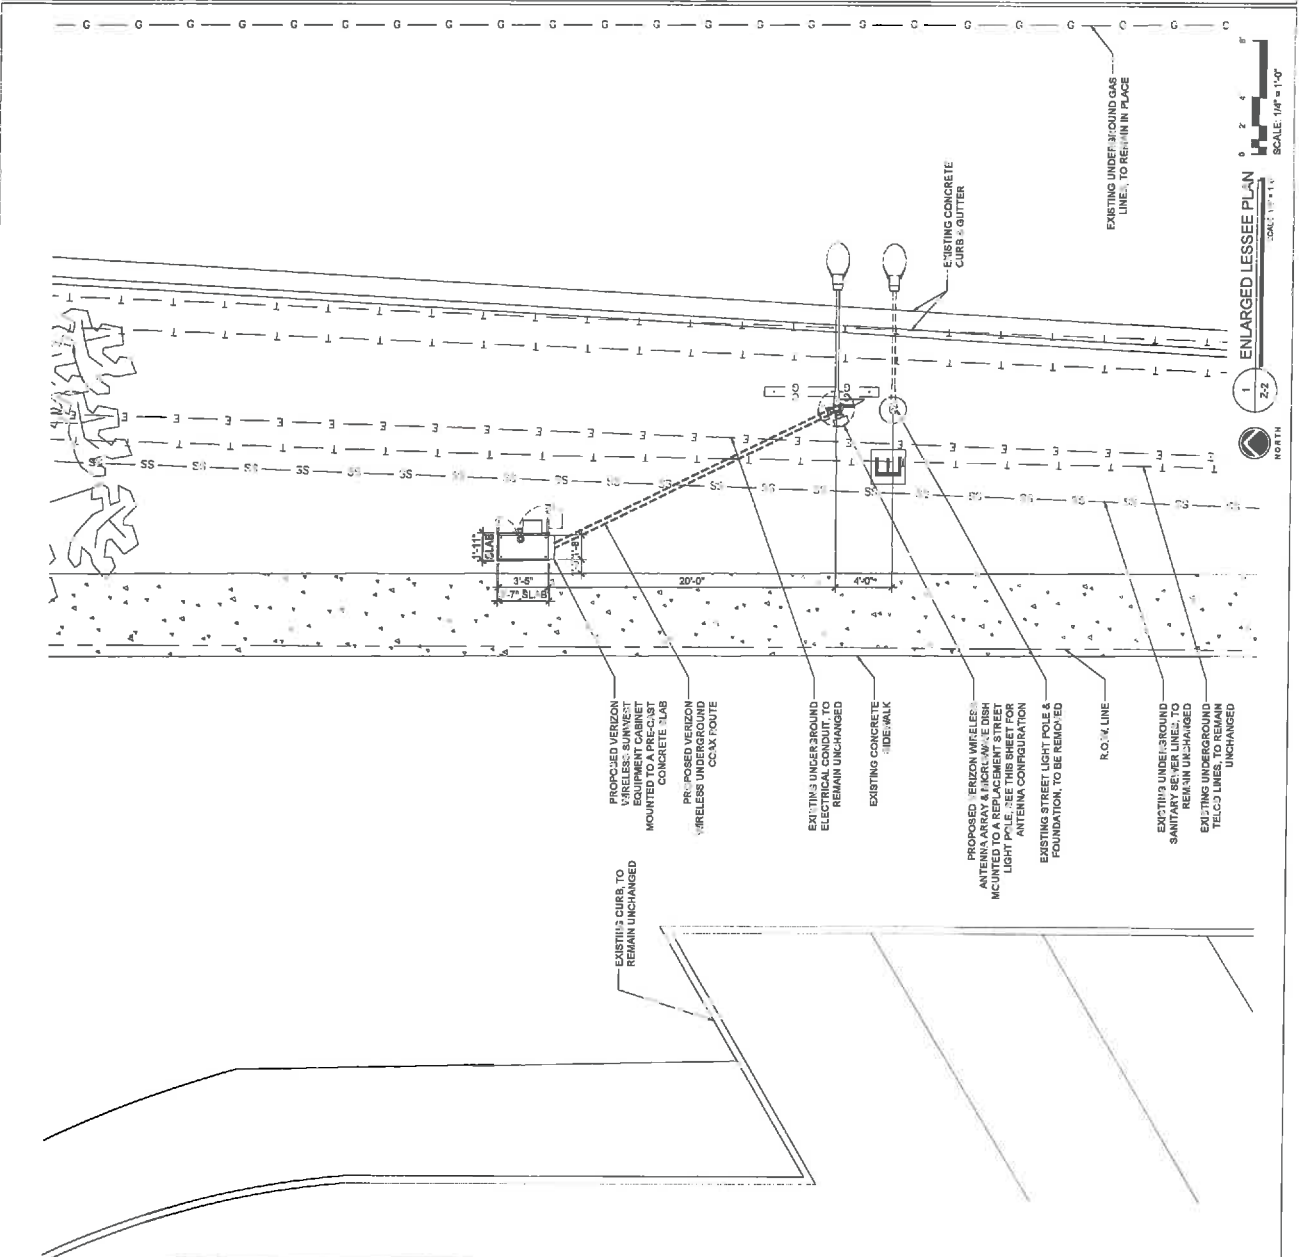 EXISTING UNDERGROUND GAS
LINES, TO REMAIN IN PLACE
0 2' 4' 8'
SCALE: 1/4" = 1'-0"
EXISTING CONCRETE
CURB & GUTTER
1
Z-2
ENLARGED LESSEE PLAN
NORTH
SLAB
3'-5"
20'-0"
4'-0"
PROPOSED VERIZON
WIRELESS SUNWEST
EQUIPMENT CABINET
MOUNTED TO A PRE-CAST
CONCRETE SLAB
PROPOSED VERIZON
WIRELESS UNDERGROUND
COAX ROUTE
EXISTING UNDERGROUND
ELECTRICAL CONDUIT, TO
REMAIN UNCHANGED
EXISTING CONCRETE
SIDEWALK
PROPOSED VERIZON WIRELESS
ANTENNA ARRAY & MICROWAVE DISH
MOUNTED TO A REPLACEMENT STREET
LIGHT POLE, SEE THIS SHEET FOR
ANTENNA CONFIGURATION
EXISTING STREET LIGHT POLE &
FOUNDATION, TO BE REMOVED
R.O.W. LINE
EXISTING UNDERGROUND
SANITARY SEWER LINES, TO
REMAIN UNCHANGED
EXISTING UNDERGROUND
TELCO LINES, TO REMAIN
UNCHANGED
EXISTING CURB, TO
REMAIN UNCHANGED